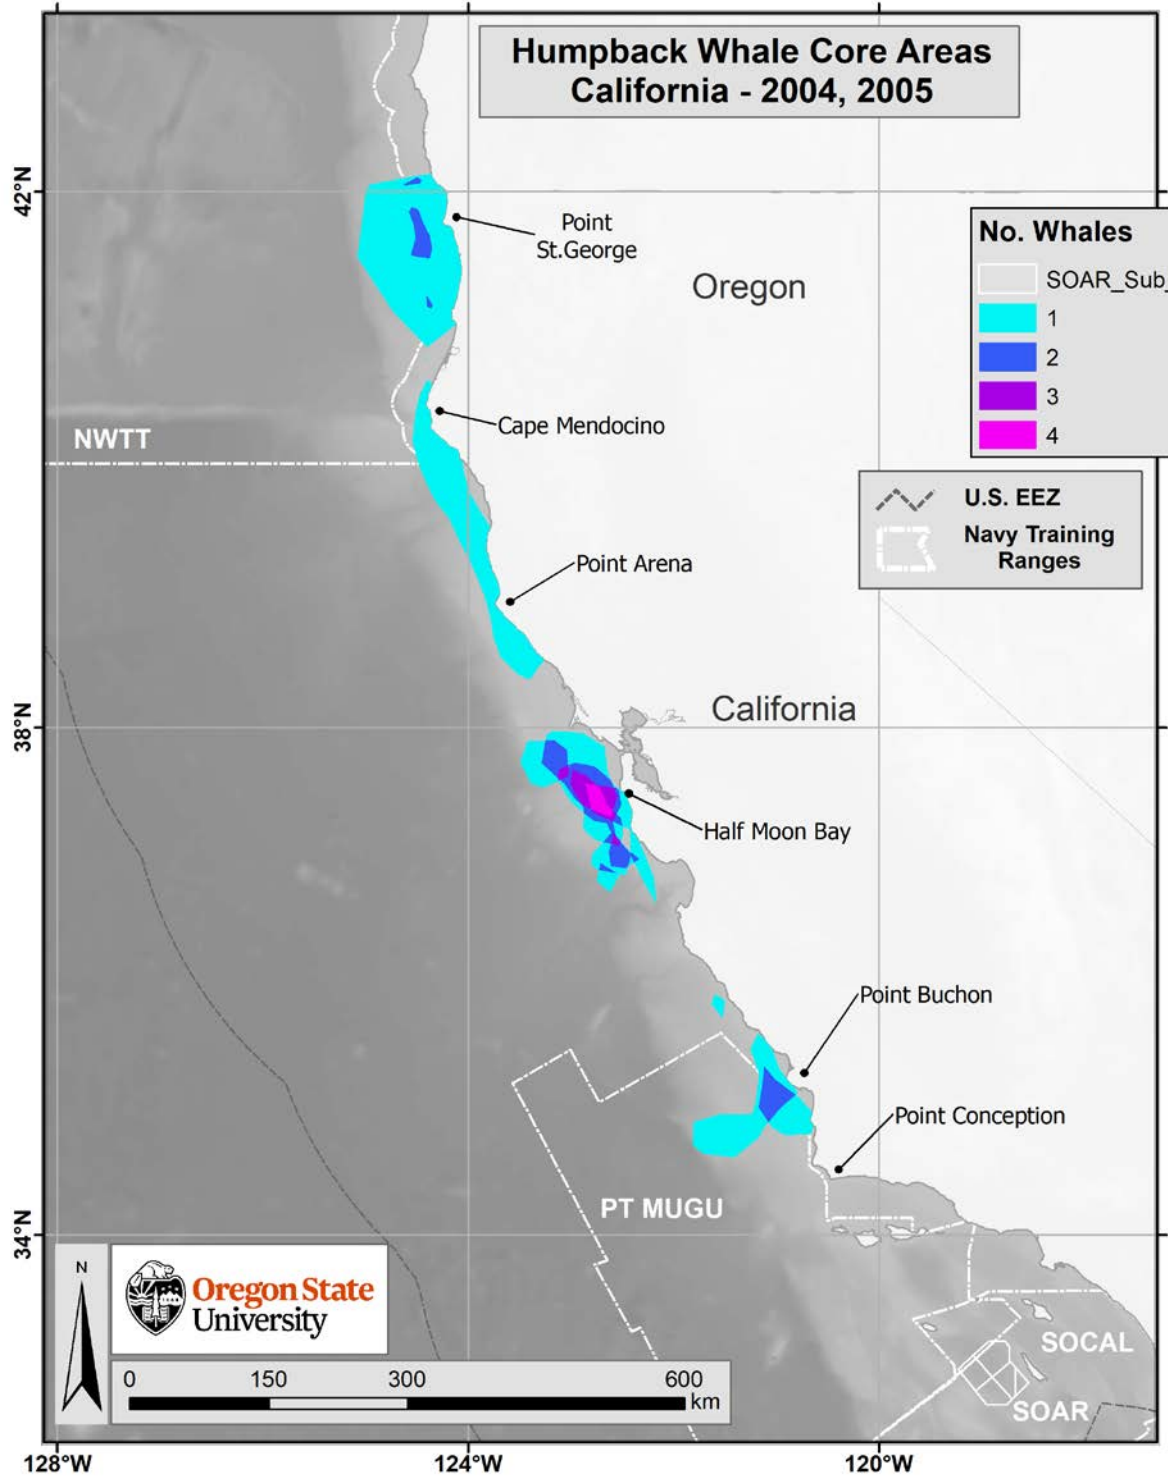 Humpback Whale Core Areas
California - 2004, 2005
42°N
Point
St.George
No. Whales
SOAR_Sub_
1
2
3
4
Oregon
Cape Mendocino
NWTT
U.S. EEZ
Navy Training
Ranges
Point Arena
38°N
California
Half Moon Bay
Point Buchon
Point Conception
PT MUGU
34°N
N
Oregon State
University
SOCAL
SOAR
0 150 300 600
km
128°W 124°W 120°W